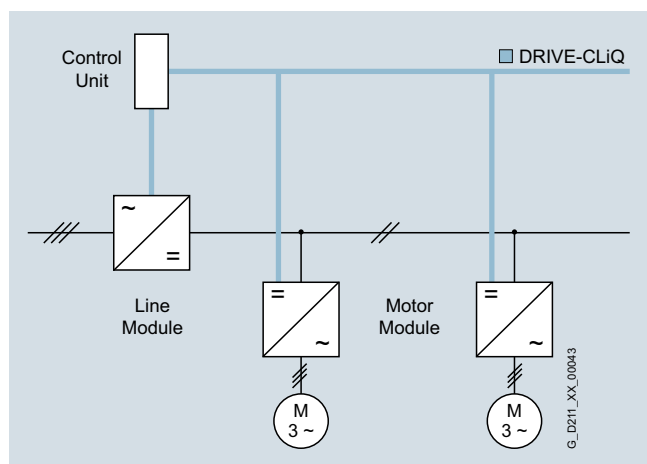 Control
Unit
DRIVE-CLiQ
~
=
Line
Module
=
~
Motor
Module
=
~
M
3 ~
M
3 ~
G_D211_XX_00043